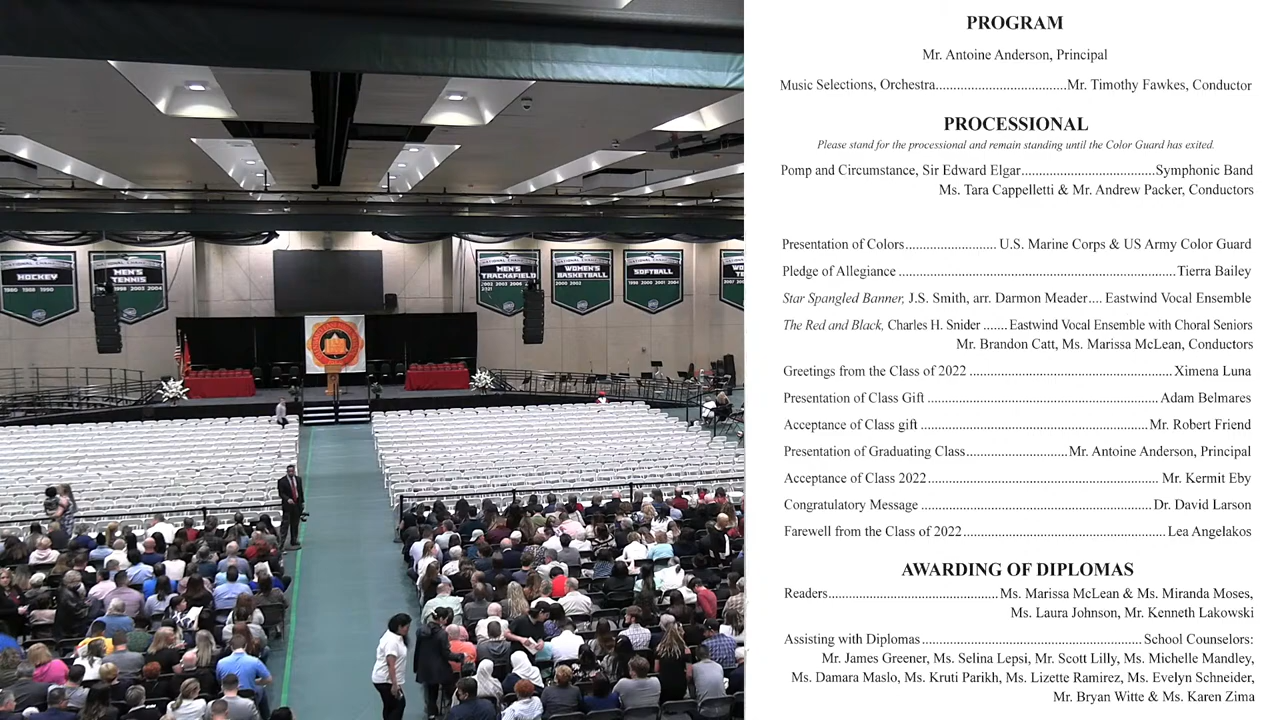 HOCKEY
1980 1988 1990
MEN'S
TENNIS
MEN'S
TRACK&FIELD
WOMEN'S
BASKETBALL
2000 2002
SOFTBALL
1998 2000 2001 2004
PROGRAM
Mr. Antoine Anderson, Principal
Music Selections, Orchestra.....................................Mr. Timothy Fawkes, Conductor
PROCESSIONAL
Please stand for the processional and remain standing until the Color Guard has exited.
Pomp and Circumstance, Sir Edward Elgar......................................Symphonic Band
Ms. Tara Cappelletti & Mr. Andrew Packer, Conductors
Presentation of Colors.......................... U.S. Marine Corps & US Army Color Guard
Pledge of Allegiance ..............................................................................Tierra Bailey
Star Spangled Banner, J.S. Smith, arr. Darmon Meader.... Eastwind Vocal Ensemble
The Red and Black, Charles H. Snider .......Eastwind Vocal Ensemble with Choral Seniors
Mr. Brandon Catt, Ms. Marissa McLean, Conductors
Greetings from the Class of 2022 .........................................................Ximena Luna
Presentation of Class Gift .................................................................Adam Belmares
Acceptance of Class gift ................................................................Mr. Robert Friend
Presentation of Graduating Class.............................Mr. Antoine Anderson, Principal
Acceptance of Class 2022................................................................. Mr. Kermit Eby
Congratulatory Message ................................................................. Dr. David Larson
Farewell from the Class of 2022......................................................... Lea Angelakos
AWARDING OF DIPLOMAS
Readers................................................Ms. Marissa McLean & Ms. Miranda Moses,
Ms. Laura Johnson, Mr. Kenneth Lakowski
Assisting with Diplomas..............................................................School Counselors:
Mr. James Greener, Ms. Selina Lepsi, Mr. Scott Lilly, Ms. Michelle Mandley,
Ms. Damara Maslo, Ms. Kruti Parikh, Ms. Lizette Ramirez, Ms. Evelyn Schneider,
Mr. Bryan Witte & Ms. Karen Zima